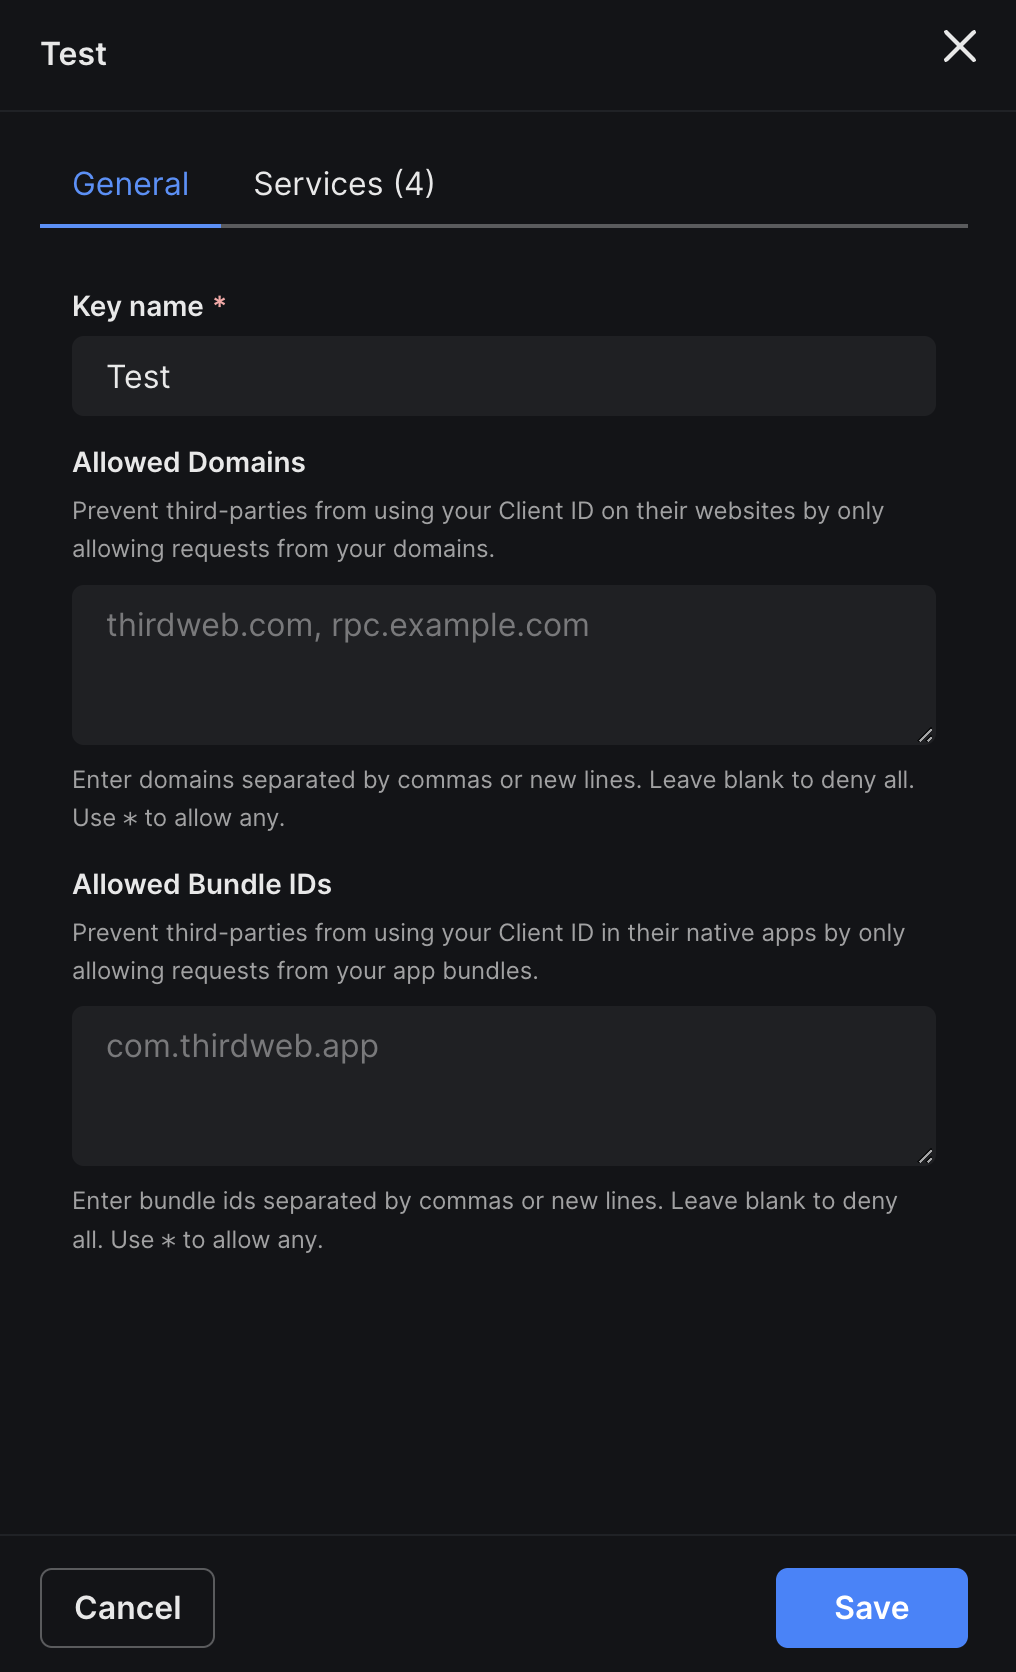 Test
General
Services (4)
Key name *
Test
Allowed Domains
Prevent third-parties from using your Client ID on their websites by only
allowing requests from your domains.
thirdweb.com, rpc.example.com
Enter domains separated by commas or new lines. Leave blank to deny all.
Use * to allow any.
Allowed Bundle IDs
Prevent third-parties from using your Client ID in their native apps by only
allowing requests from your app bundles.
com.thirdweb.app
Enter bundle ids separated by commas or new lines. Leave blank to deny
all. Use * to allow any.
Cancel
Save